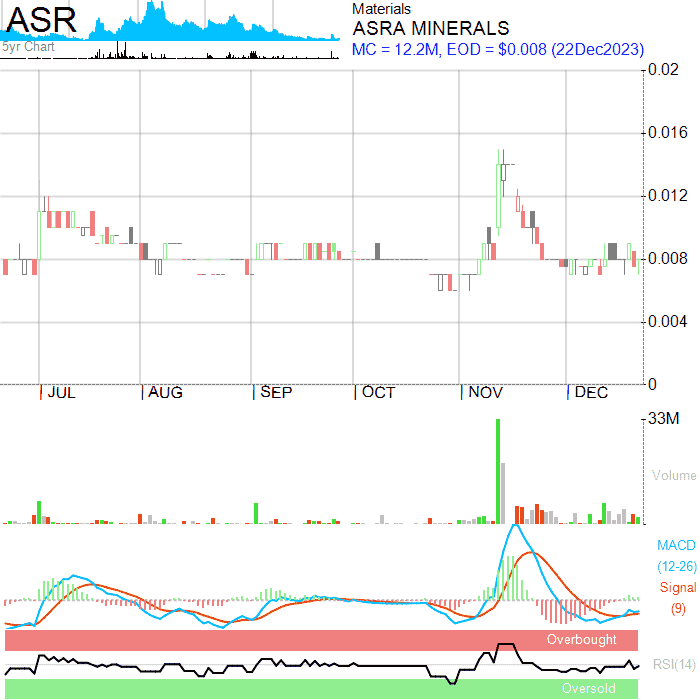 ASR
5yr Chart
Materials
ASRA MINERALS
MC = 12.2M, EOD = $0.008 (22Dec2023)
0.02
0.016
0.012
0.008
0.004
0
JUL
AUG
SEP
OCT
NOV
DEC
33M
Volume
MACD
(12-26)
Signal
(9)
Overbought
RSI(14)
Oversold